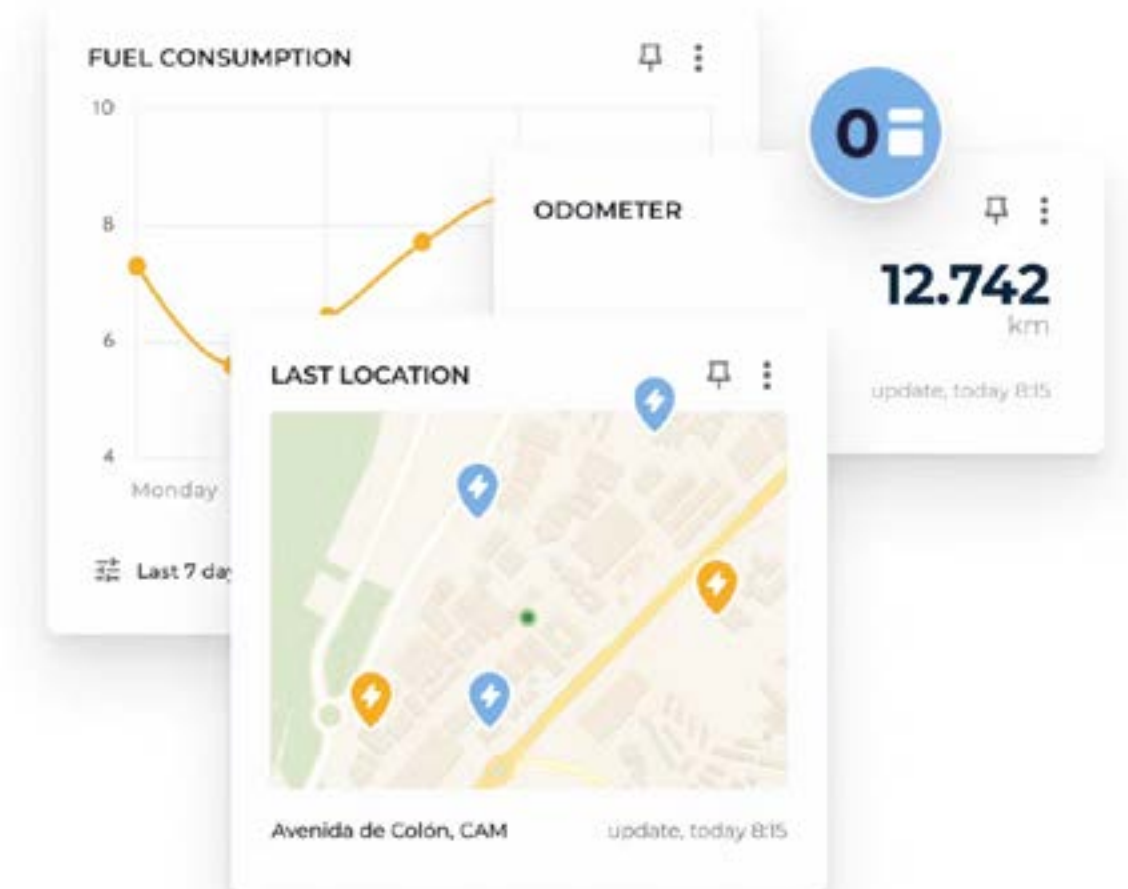 FUEL CONSUMPTION
10
8
6
4
Monday
Last 7 day
0
ODOMETER
12.742
km
update, today 8:15
LAST LOCATION
Avenida de Colón, CAM
update, today 8:15